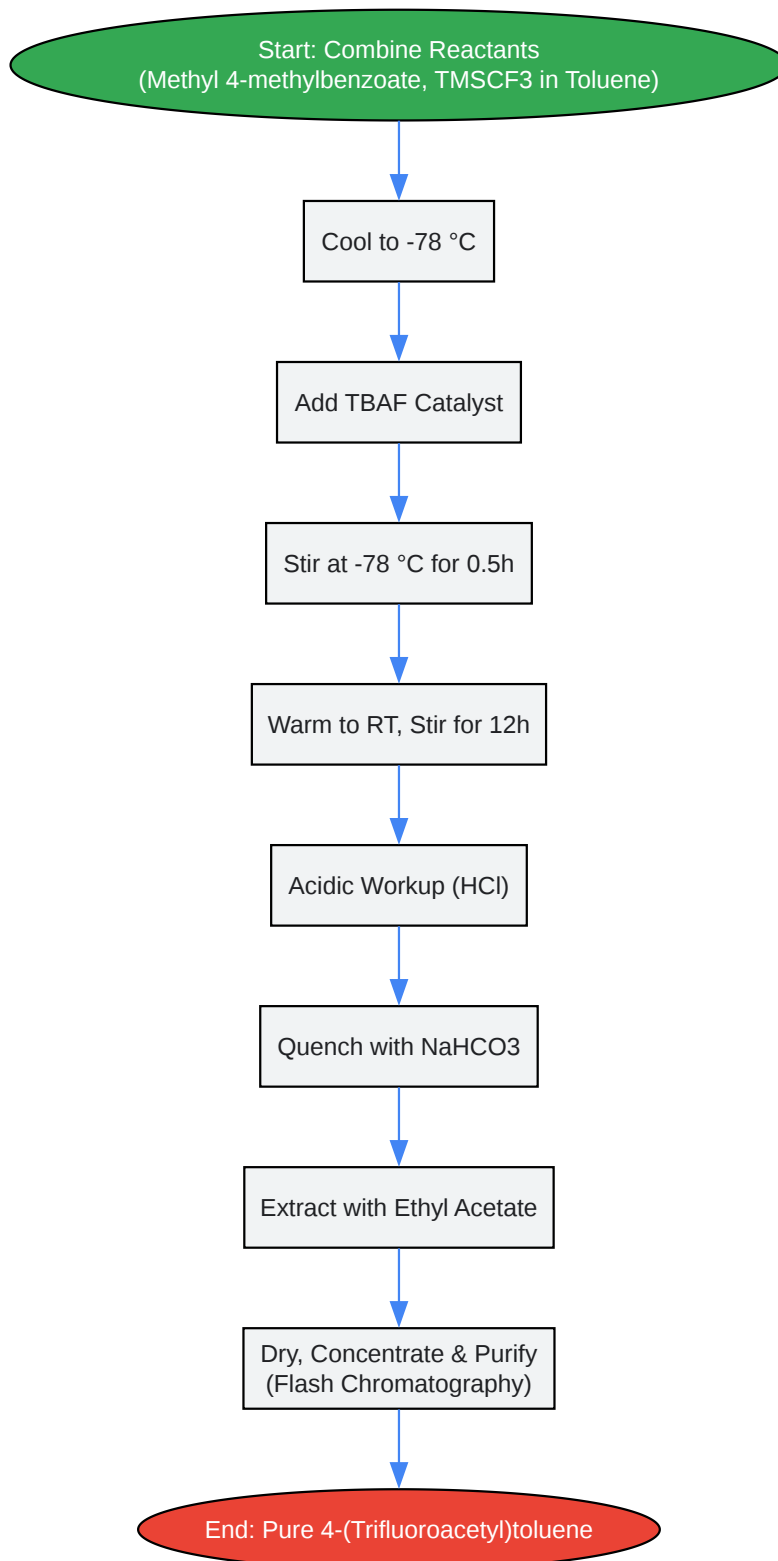 Start: Combine Reactants
(Methyl 4-methylbenzoate, TMSCF3 in Toluene)
Cool to -78 °C
Add TBAF Catalyst
Stir at -78 °C for 0.5h
Warm to RT, Stir for 12h
Acidic Workup (HCl)
Quench with NaHCO3
Extract with Ethyl Acetate
Dry, Concentrate & Purify
(Flash Chromatography)
End: Pure 4-(Trifluoroacetyl)toluene